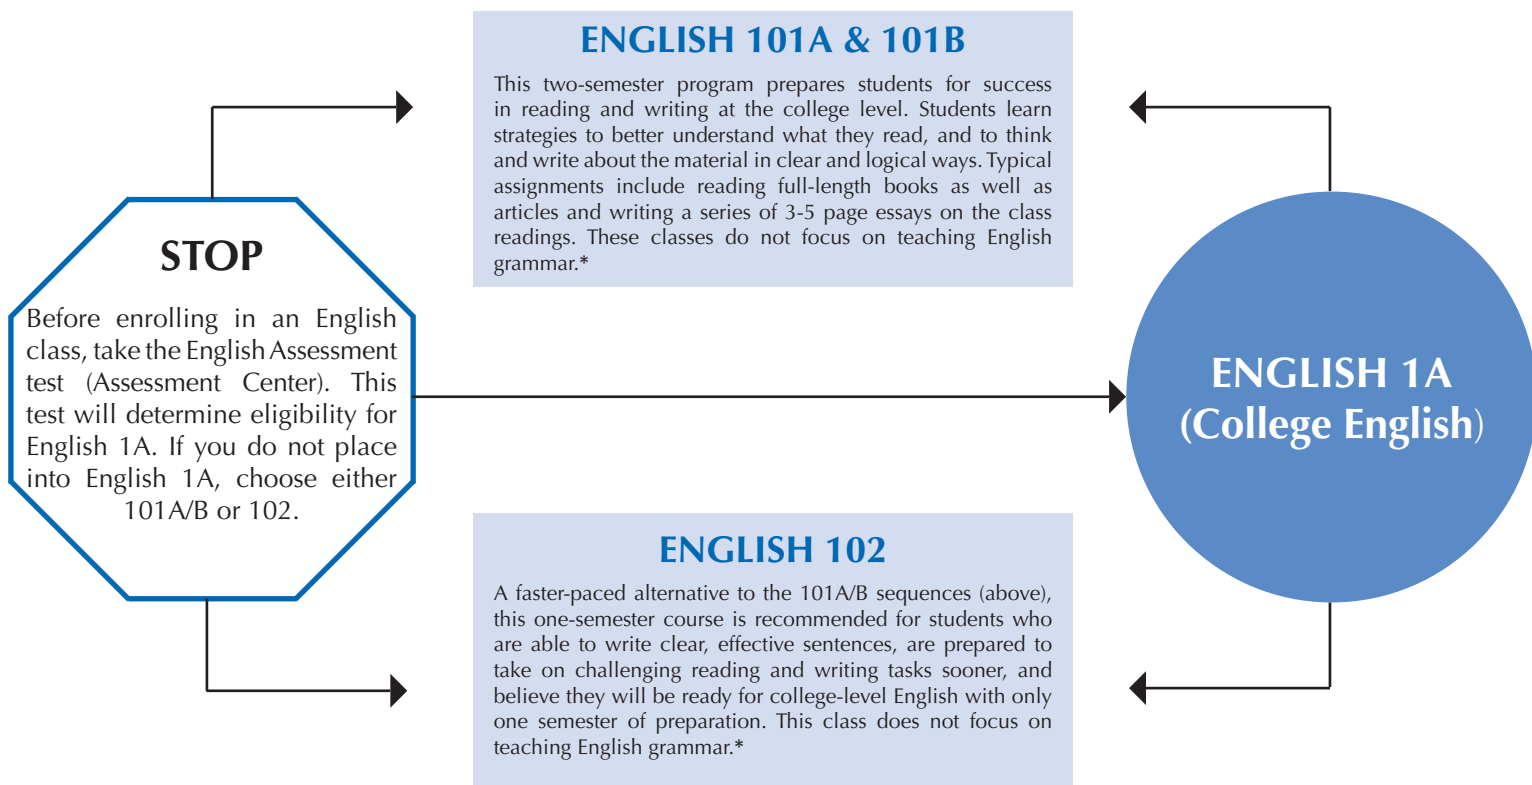 ENGLISH 101A & 101B
This two-semester program prepares students for success
in reading and writing at the college level. Students learn
strategies to better understand what they read, and to think
and write about the material in clear and logical ways. Typical
assignments include reading full-length books as well as
articles and writing a series of 3-5 page essays on the class
readings. These classes do not focus on teaching English
grammar.*
STOP
Before enrolling in an English
class, take the English Assessment
test (Assessment Center). This
test will determine eligibility for
English 1A. If you do not place
into English 1A, choose either
101A/B or 102.
ENGLISH 1A
(College English)
ENGLISH 102
A faster-paced alternative to the 101A/B sequences (above),
this one-semester course is recommended for students who
are able to write clear, effective sentences, are prepared to
take on challenging reading and writing tasks sooner, and
believe they will be ready for college-level English with only
one semester of preparation. This class does not focus on
teaching English grammar.*